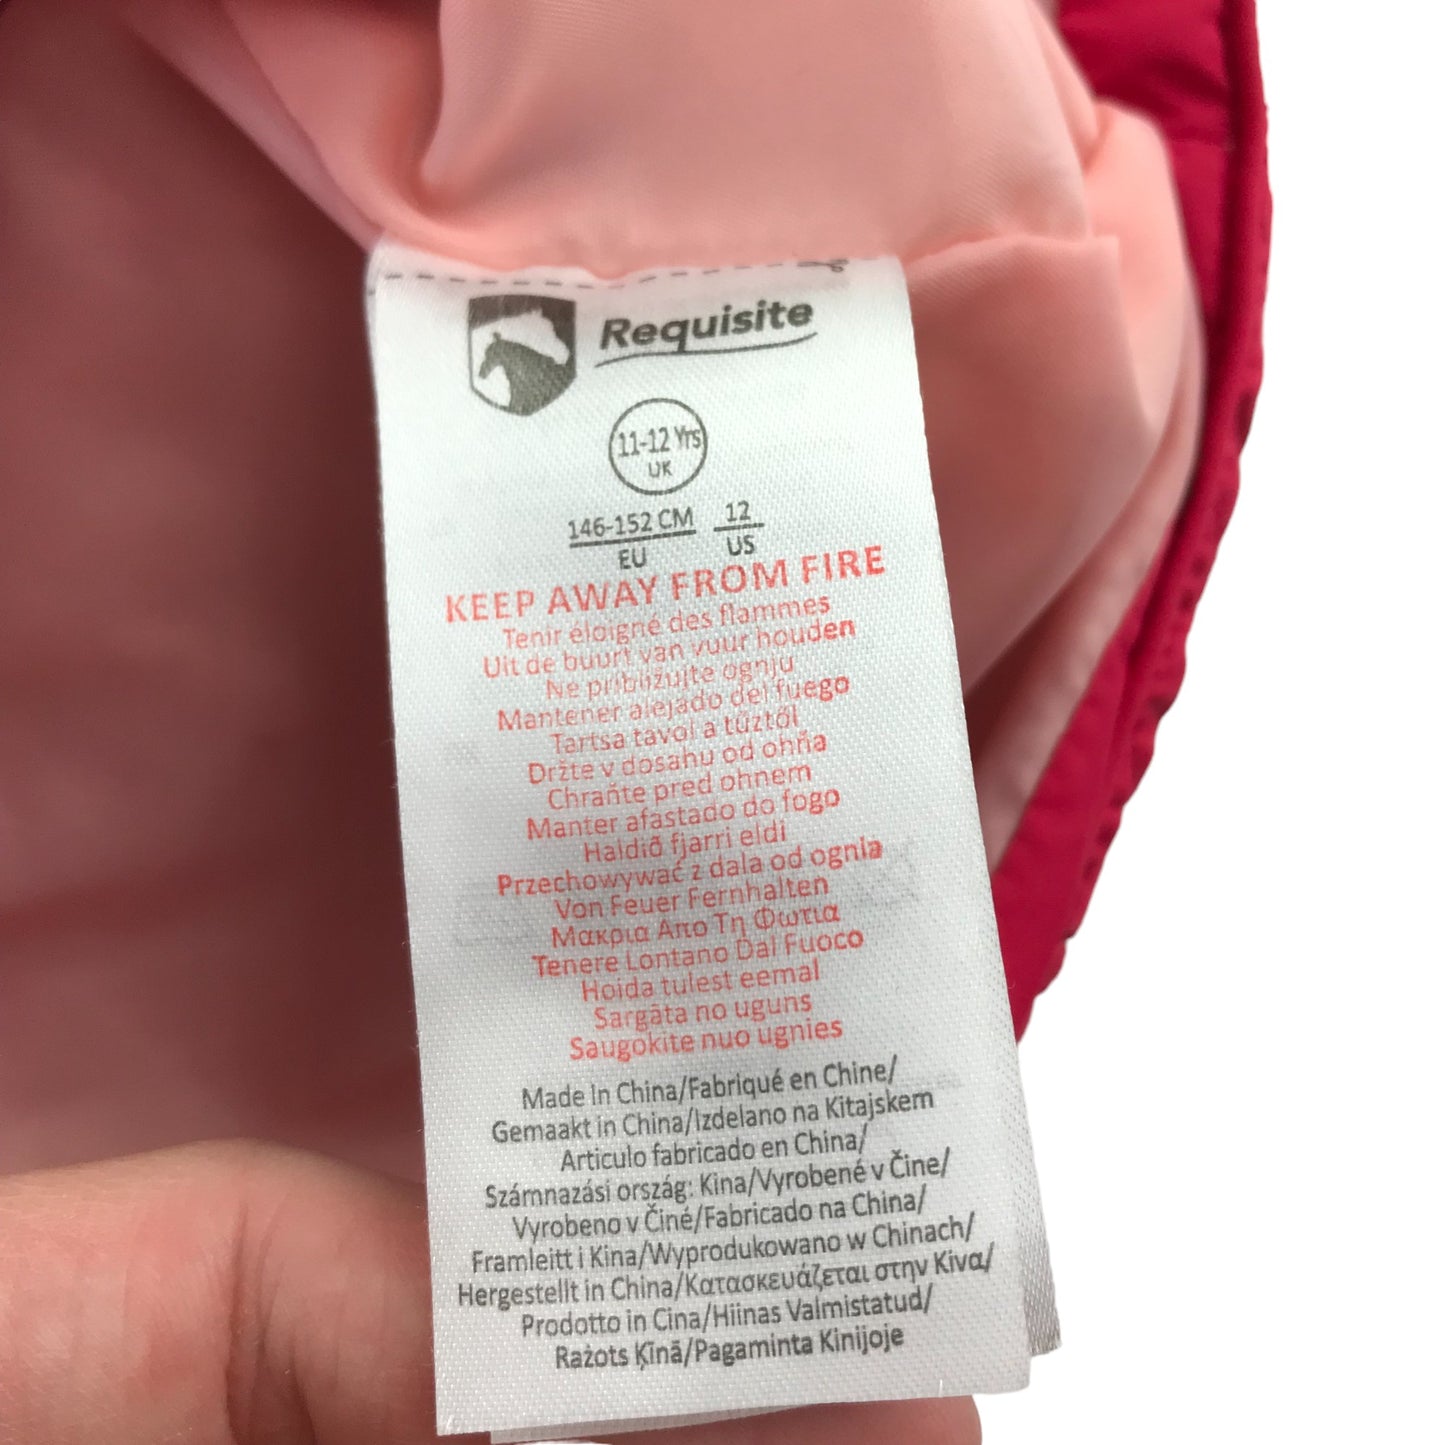 Requisite
11-12 Yrs
UK
146-152 CM 12
EU US
KEEP AWAY FROM FIRE
Tenir éloigné des flammes
Uit de buurt van vuur houden
Ne približujte ognju
Mantener alejado del fuego
Tartsa távol a tűztől
Držte v dosahu od ohňa
Chraňte pred ohnem
Manter afastado do fogo
Haldið fjarri eldi
Przechowywać z dala od ognia
Von Feuer Fernhalten
Μακρια Απο Τη Φωτια
Tenere Lontano Dal Fuoco
Hoida tulest eemal
Sargāta no uguns
Saugokite nuo ugnies
Made In China/Fabriqué en Chine/
Gemaakt in China/Izdelano na Kitajskem
Articulo fabricado en China/
Számnazási ország: Kina/Vyrobené v Čine/
Vyrobeno v Čině/Fabricado na China/
Framleitt i Kina/Wyprodukowano w Chinach/
Hergestellt in China/Κατασκευάζεται στην Κινα/
Prodotto in Cina/Hiinas Valmistatud/
Ražots Ķīnā/Pagaminta Kinijoje